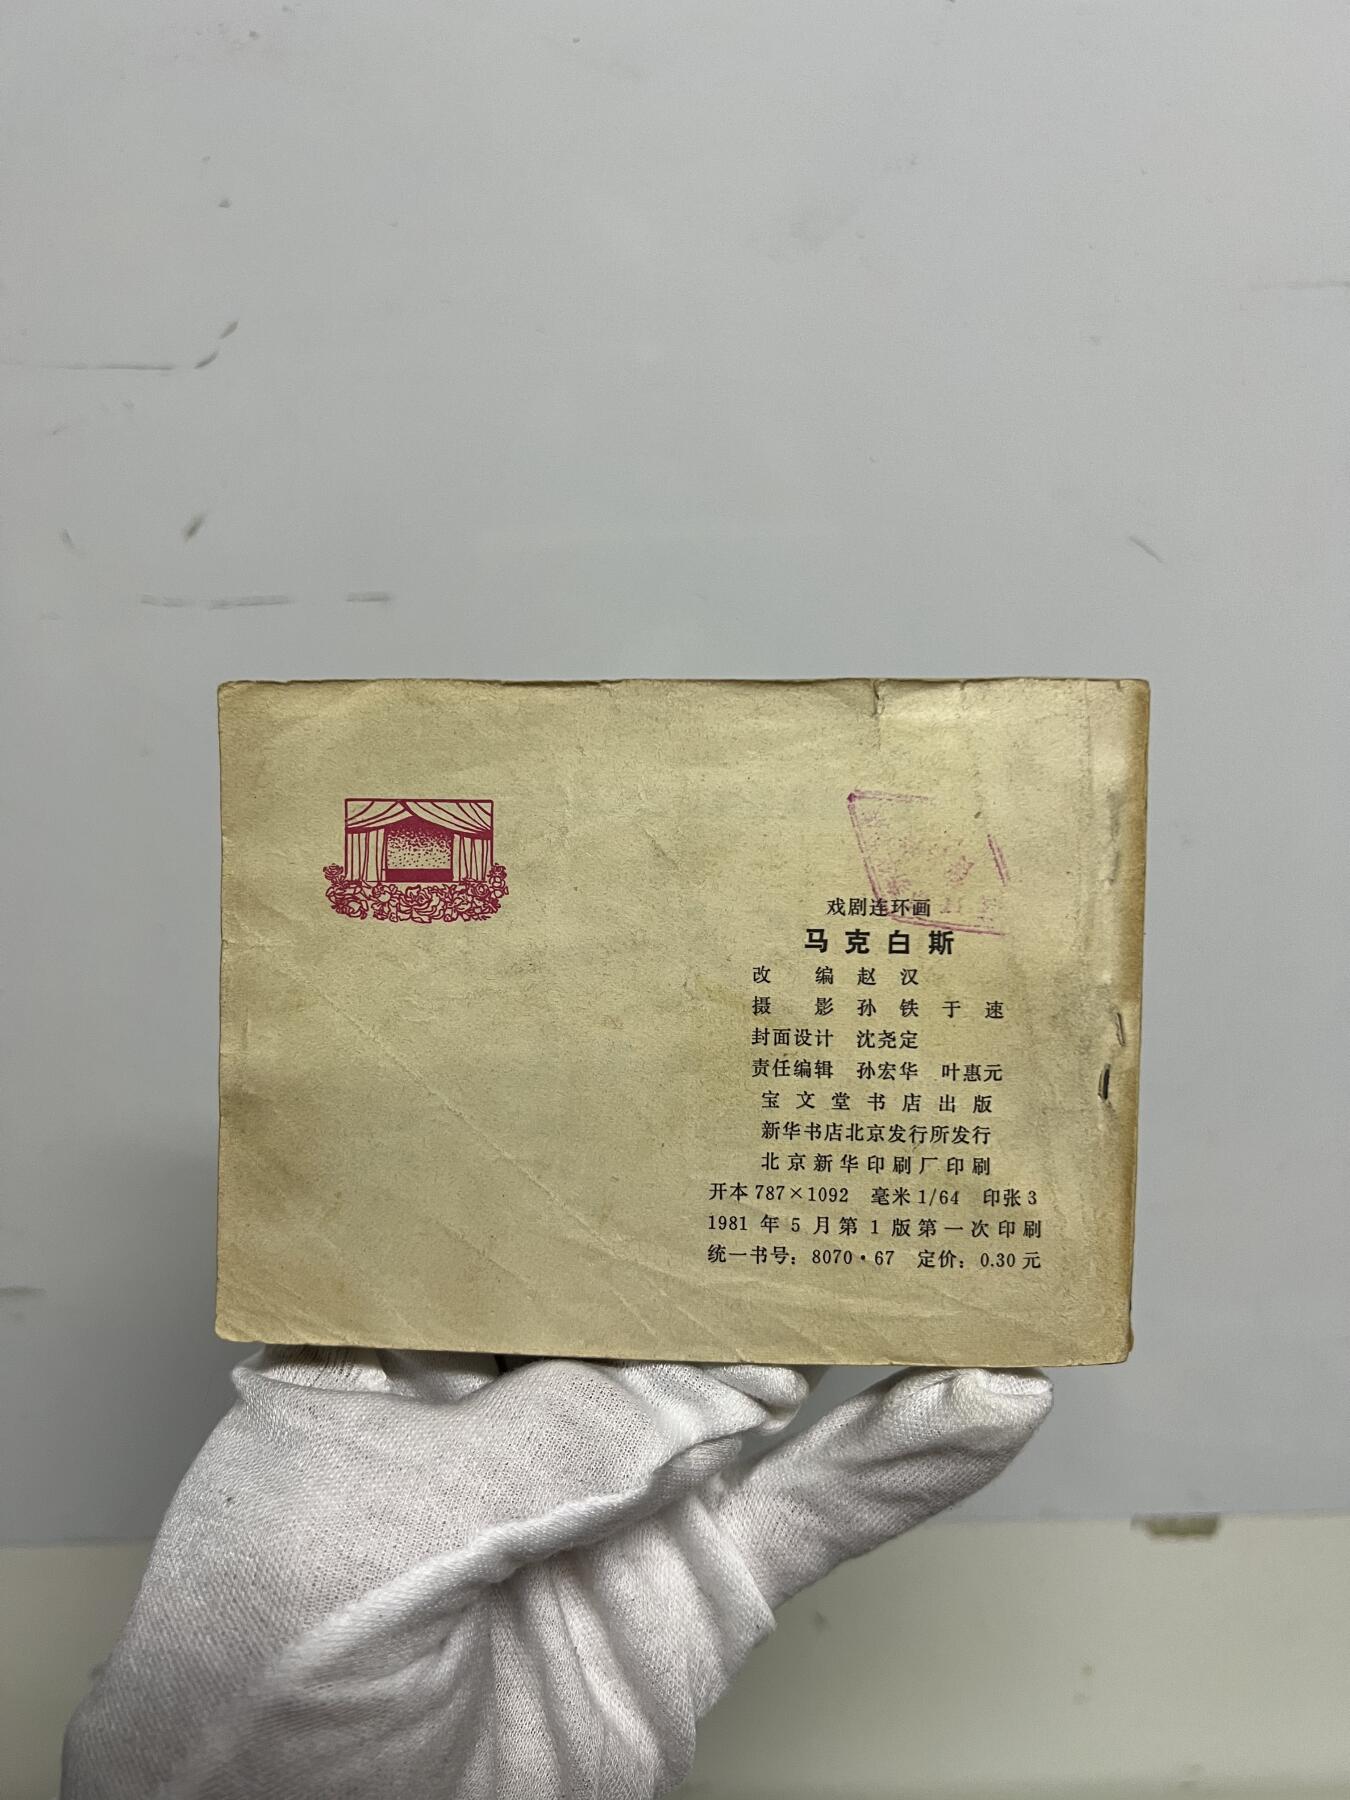 戏剧连环画
马克白斯
改 编 赵 汉
摄 影 孙 铁 于 速
封面设计 沈尧定
责任编辑 孙宏华 叶惠元
宝文堂书店出版
新华书店北京发行所发行
北京新华印刷厂印刷
开本 787×1092 毫米 1/64 印张 3
1981 年 5 月第 1 版第一次印刷
统一书号：8070·67 定价：0.30 元